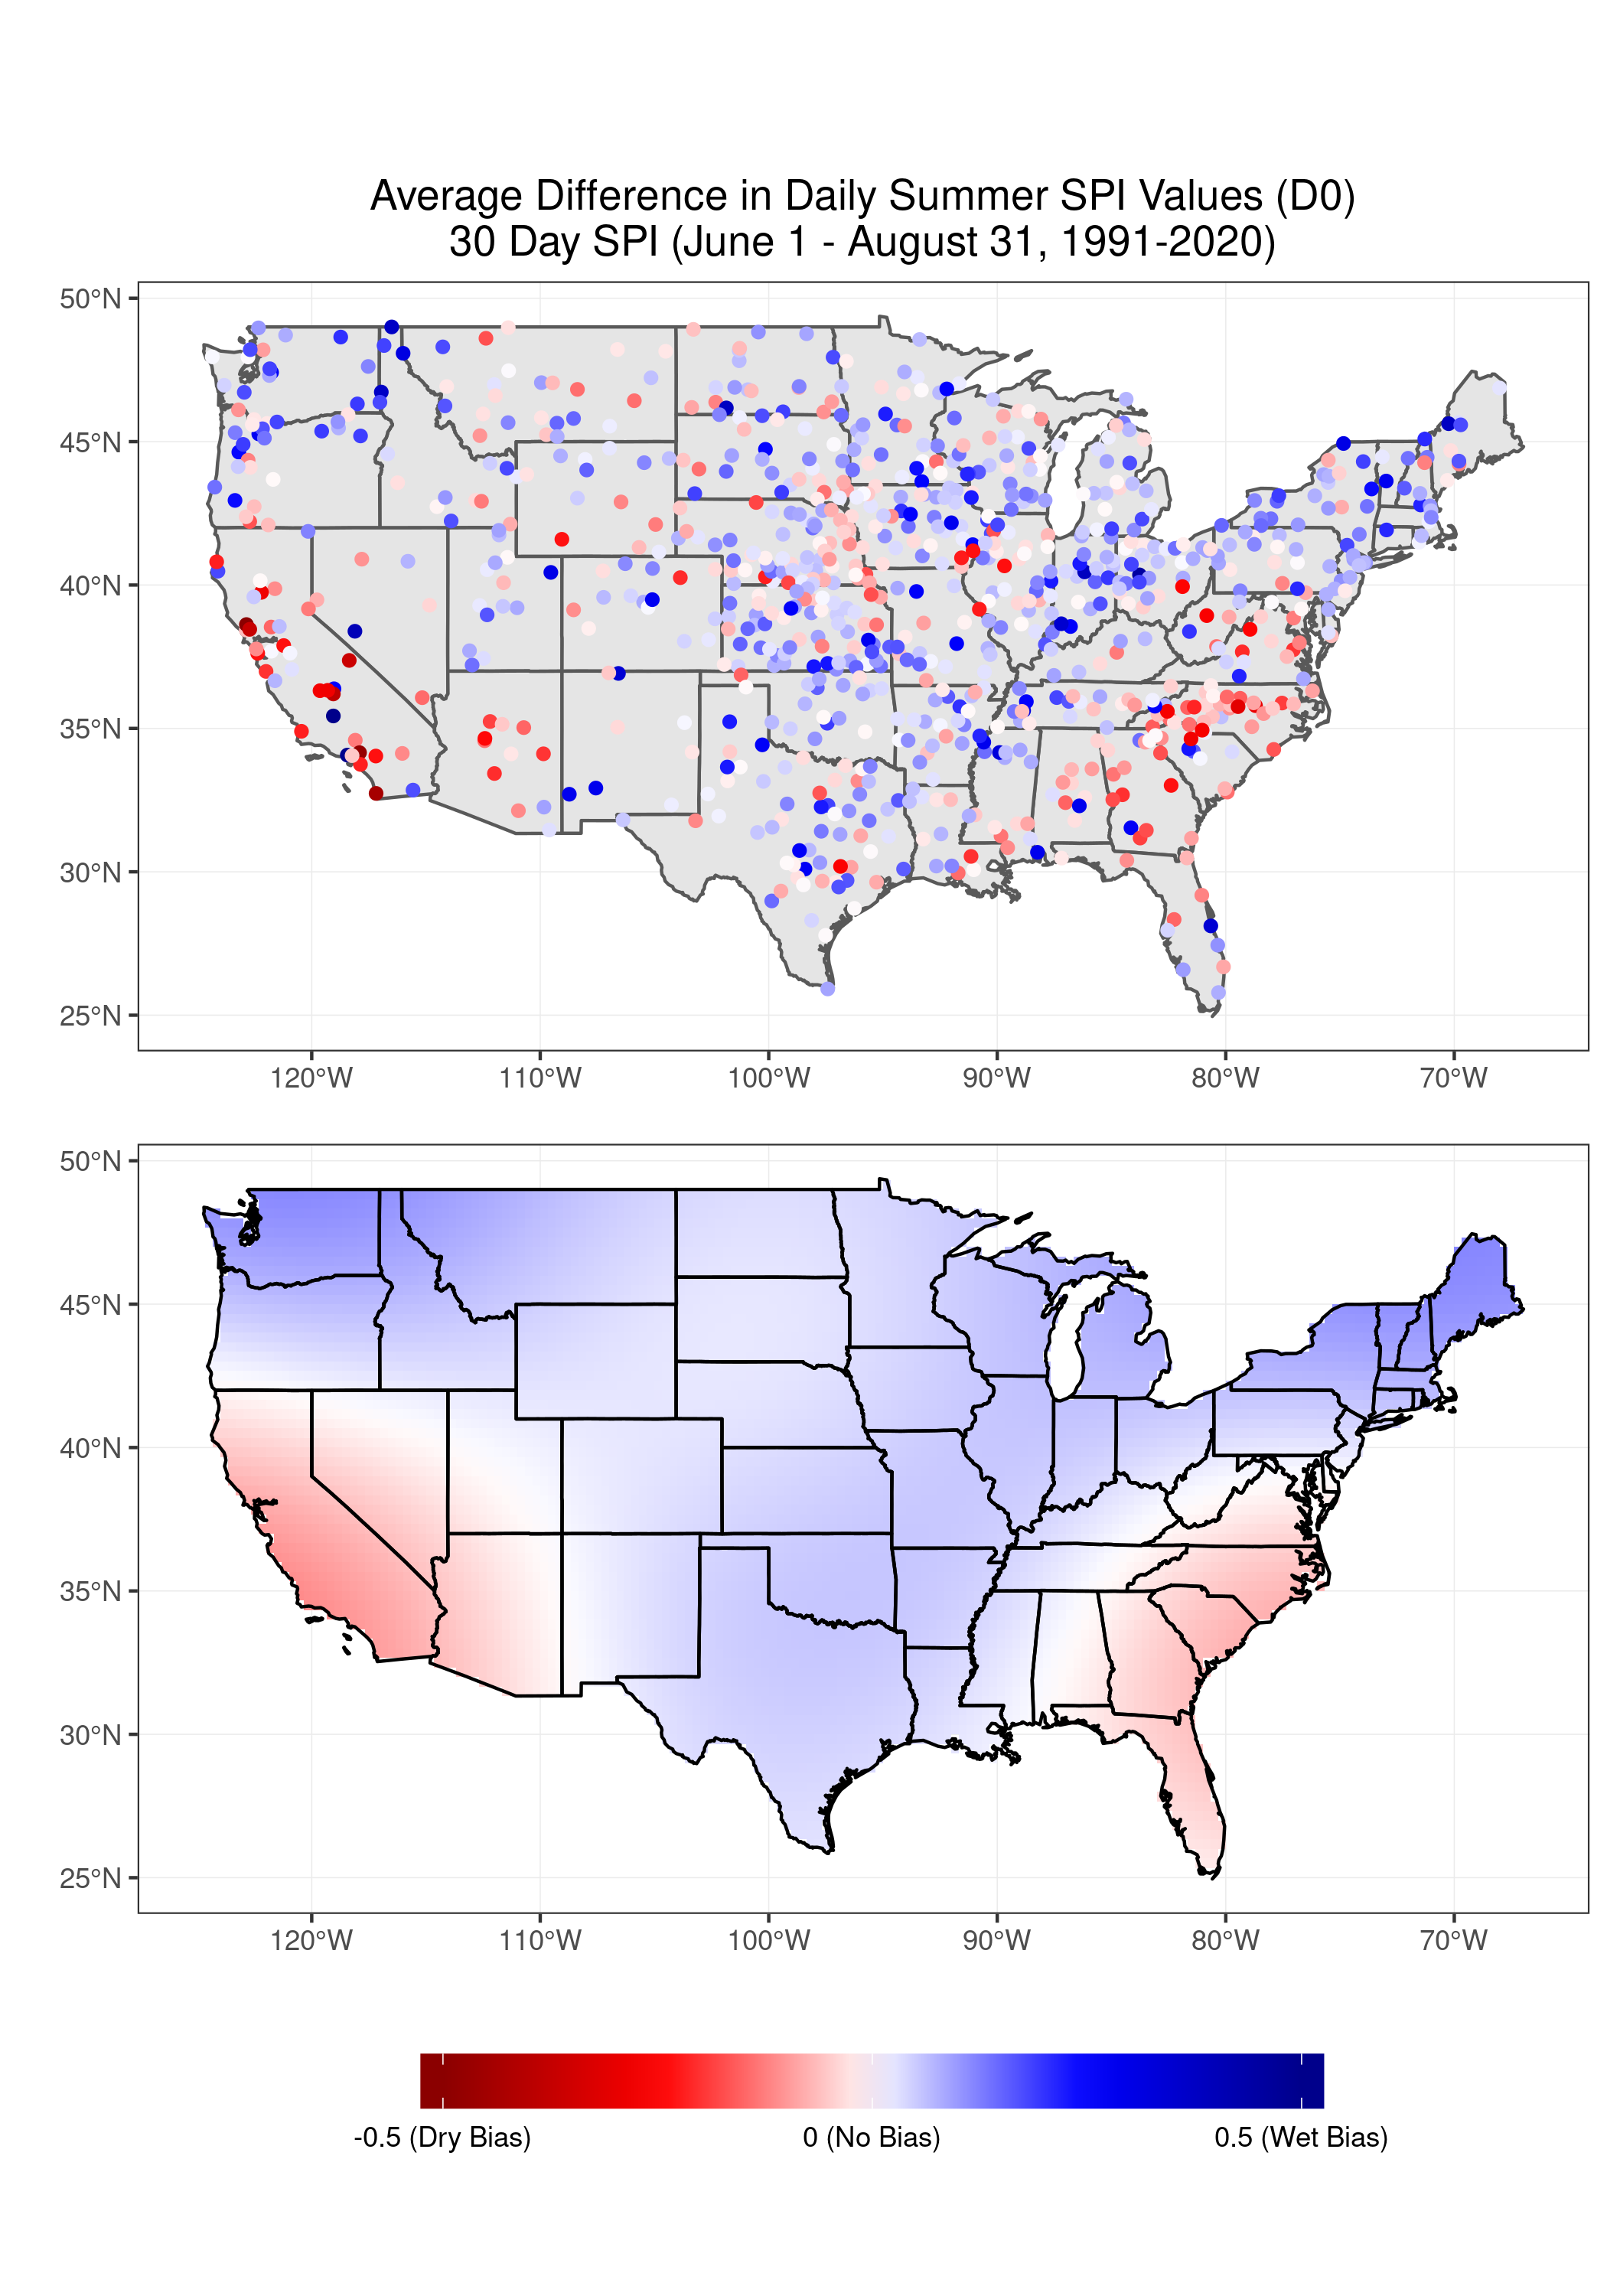 Average Difference in Daily Summer SPI Values (D0)
30 Day SPI (June 1 - August 31, 1991-2020)
50°N
45°N
40°N
35°N
30°N
25°N
120°W 110°W 100°W 90°W 80°W 70°W
50°N
45°N
40°N
35°N
30°N
25°N
120°W 110°W 100°W 90°W 80°W 70°W
-0.5 (Dry Bias) 0 (No Bias) 0.5 (Wet Bias)